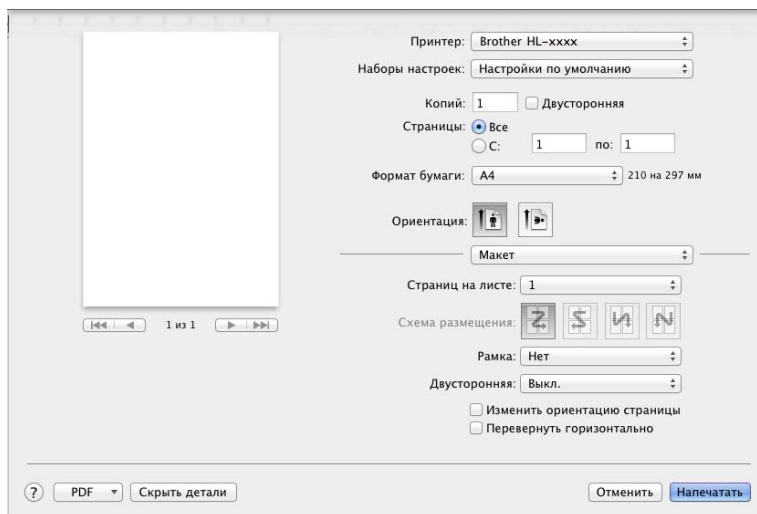 Принтер: Brother HL-xxxx
Наборы настроек: Настройки по умолчанию
Копий: 1 Двусторонняя
Страницы: Все
С: 1 по: 1
Формат бумаги: A4 210 на 297 мм
Ориентация:
Макет
Страниц на листе: 1
Схема размещения:
Рамка: Нет
Двусторонняя: Выкл.
Изменить ориентацию страницы
Перевернуть горизонтально
1 из 1
? PDF Скрыть детали Отменить Напечатать